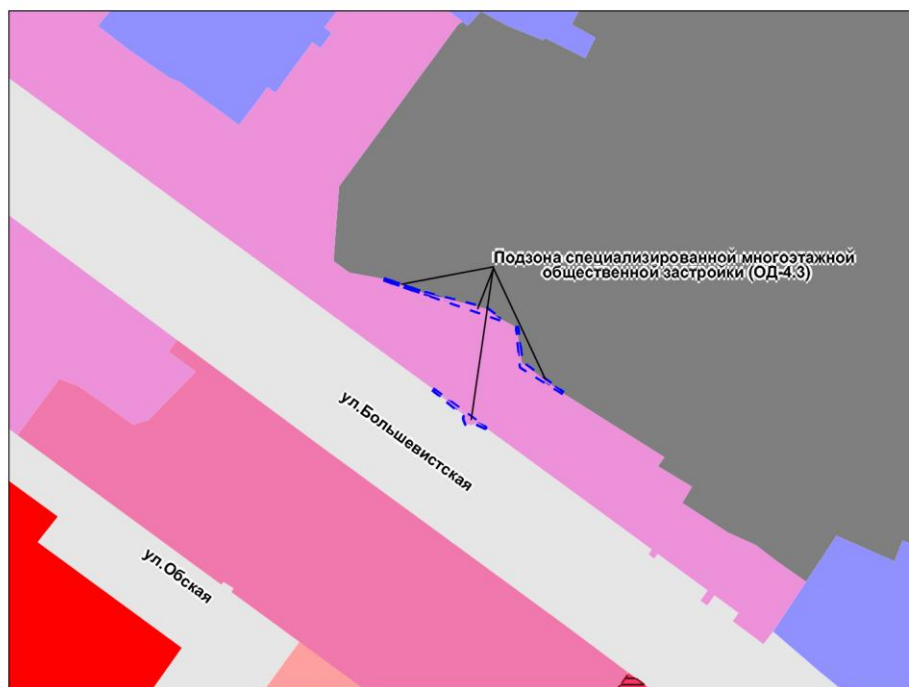 Подзона специализированной многоэтажной
общественной застройки (ОД-4.3)
ул.Большевистская
ул.Обская